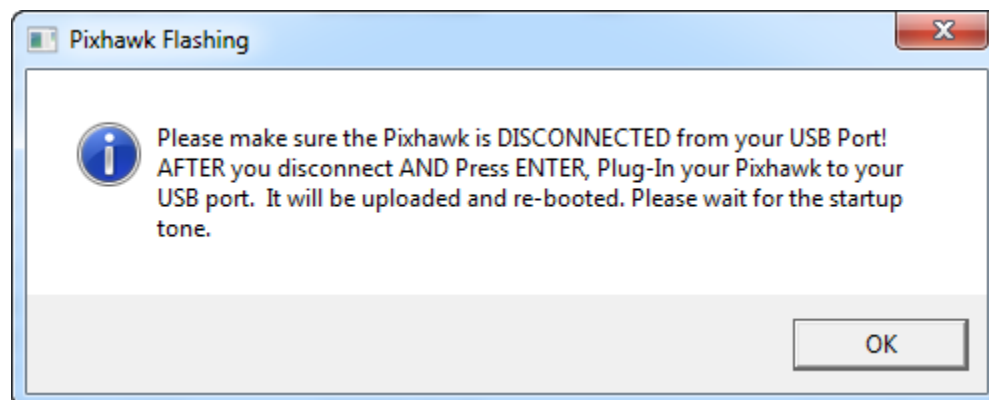 Pixhawk Flashing
Please make sure the Pixhawk is DISCONNECTED from your USB Port!
AFTER you disconnect AND Press ENTER, Plug-In your Pixhawk to your
USB port.  It will be uploaded and re-booted. Please wait for the startup
tone.
OK